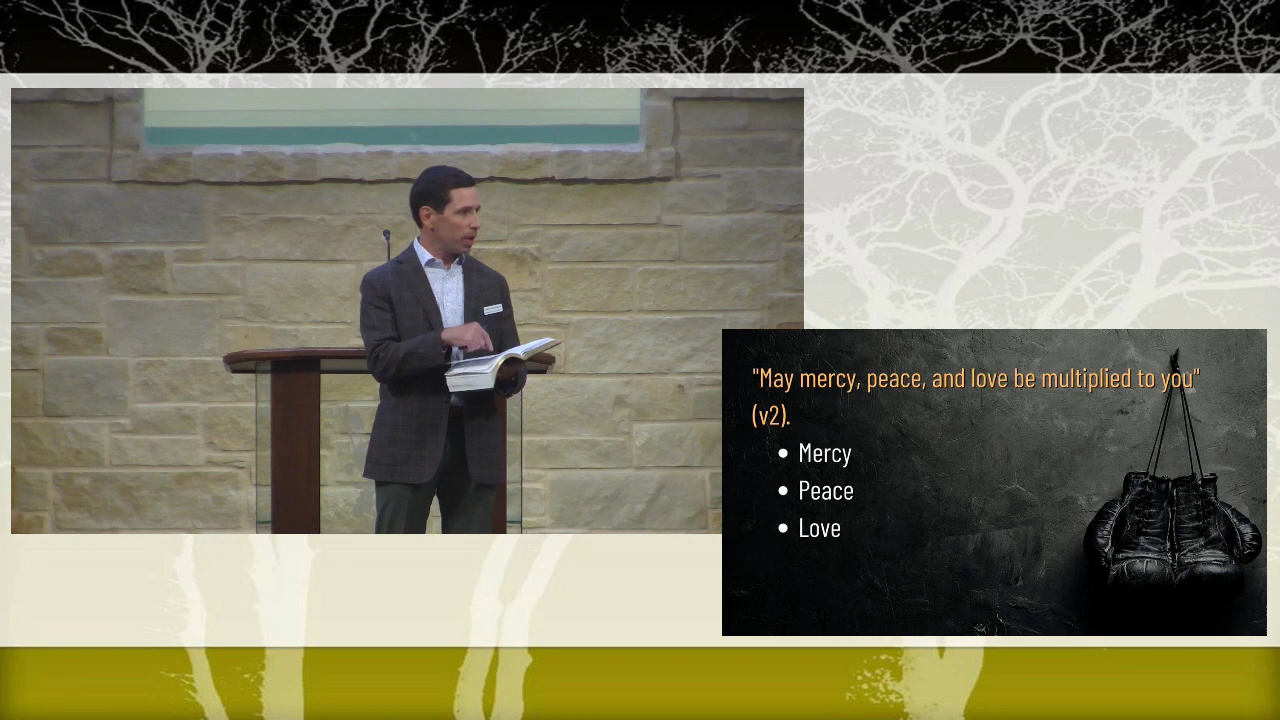 "May mercy, peace, and love be multiplied to you"
(v2).
• Mercy
• Peace
• Love